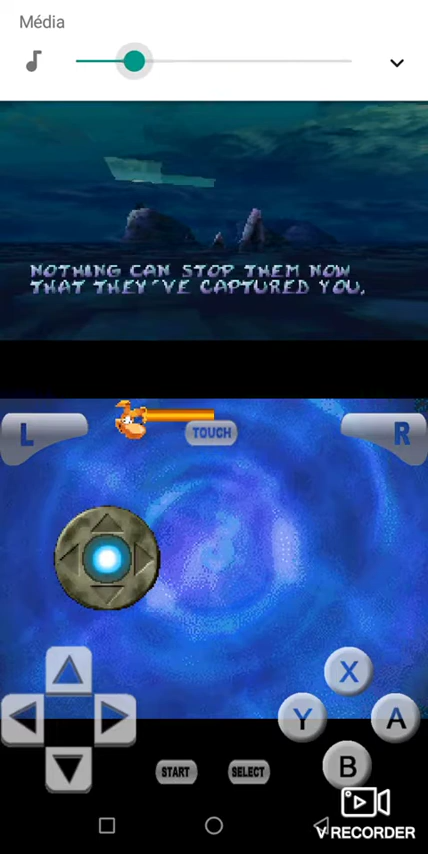 Média
NOTHING CAN STOP THEM NOW
THAT THEY'VE CAPTURED YOU.
L
TOUCH
R
X
Y
A
B
START
SELECT
V RECORDER